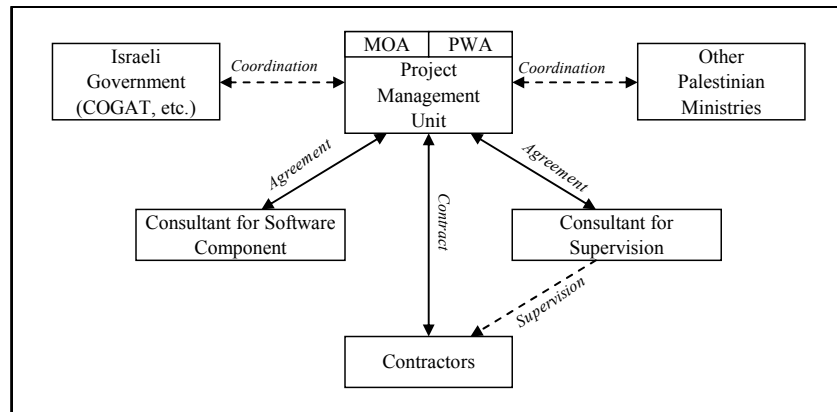 MOA PWA
Israeli
Government
(COGAT, etc.)
Coordination
Project
Management
Unit
Coordination
Other
Palestinian
Ministries
Agreement
Contract
Agreement
Consultant for Software
Component
Consultant for
Supervision
Supervision
Contractors